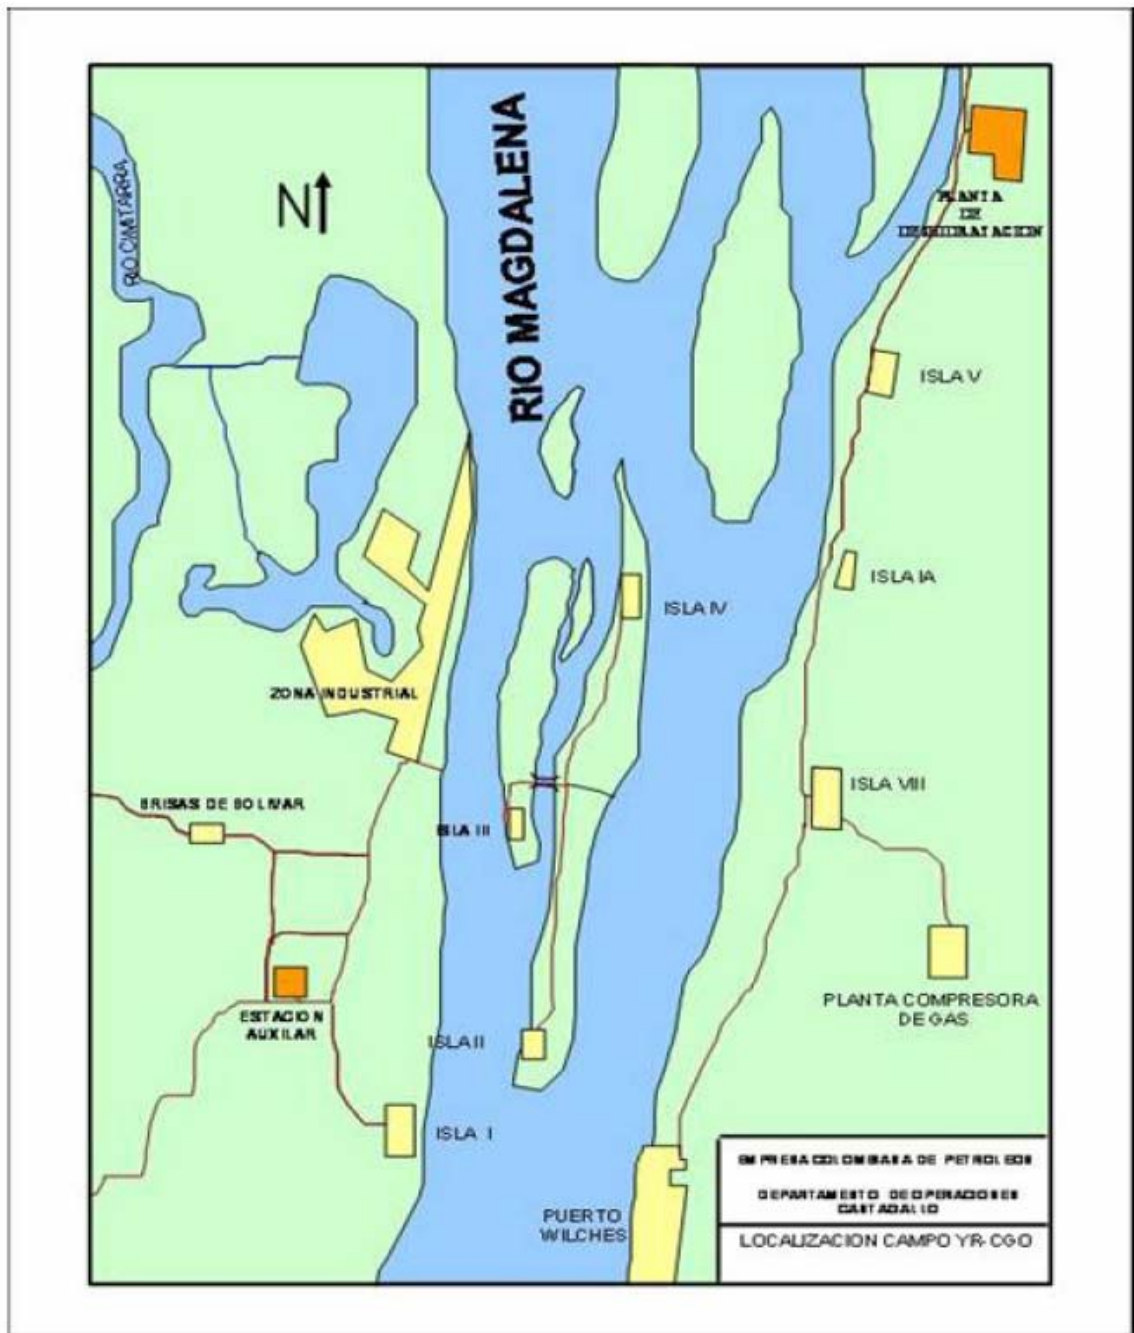 RIO CIMITARRA
N
RIO MAGDALENA
PLANTA
DE
DESHIDRATACION
ISLA V
ISLA IA
ISLA IV
ZONA INDUSTRIAL
ISLA VIII
BRISAS DE BOLIVAR
ISLA III
PLANTA COMPRESORA
DE GAS
ESTACION
AUXILAR
ISLA II
ISLA I
PUERTO
WILCHES
EMPRESA COLOMBIANA DE PETROLEOS
DEPARTAMENTO DE OPERACIONES
CANTAGALLO
LOCALIZACION CAMPO YR-CGO